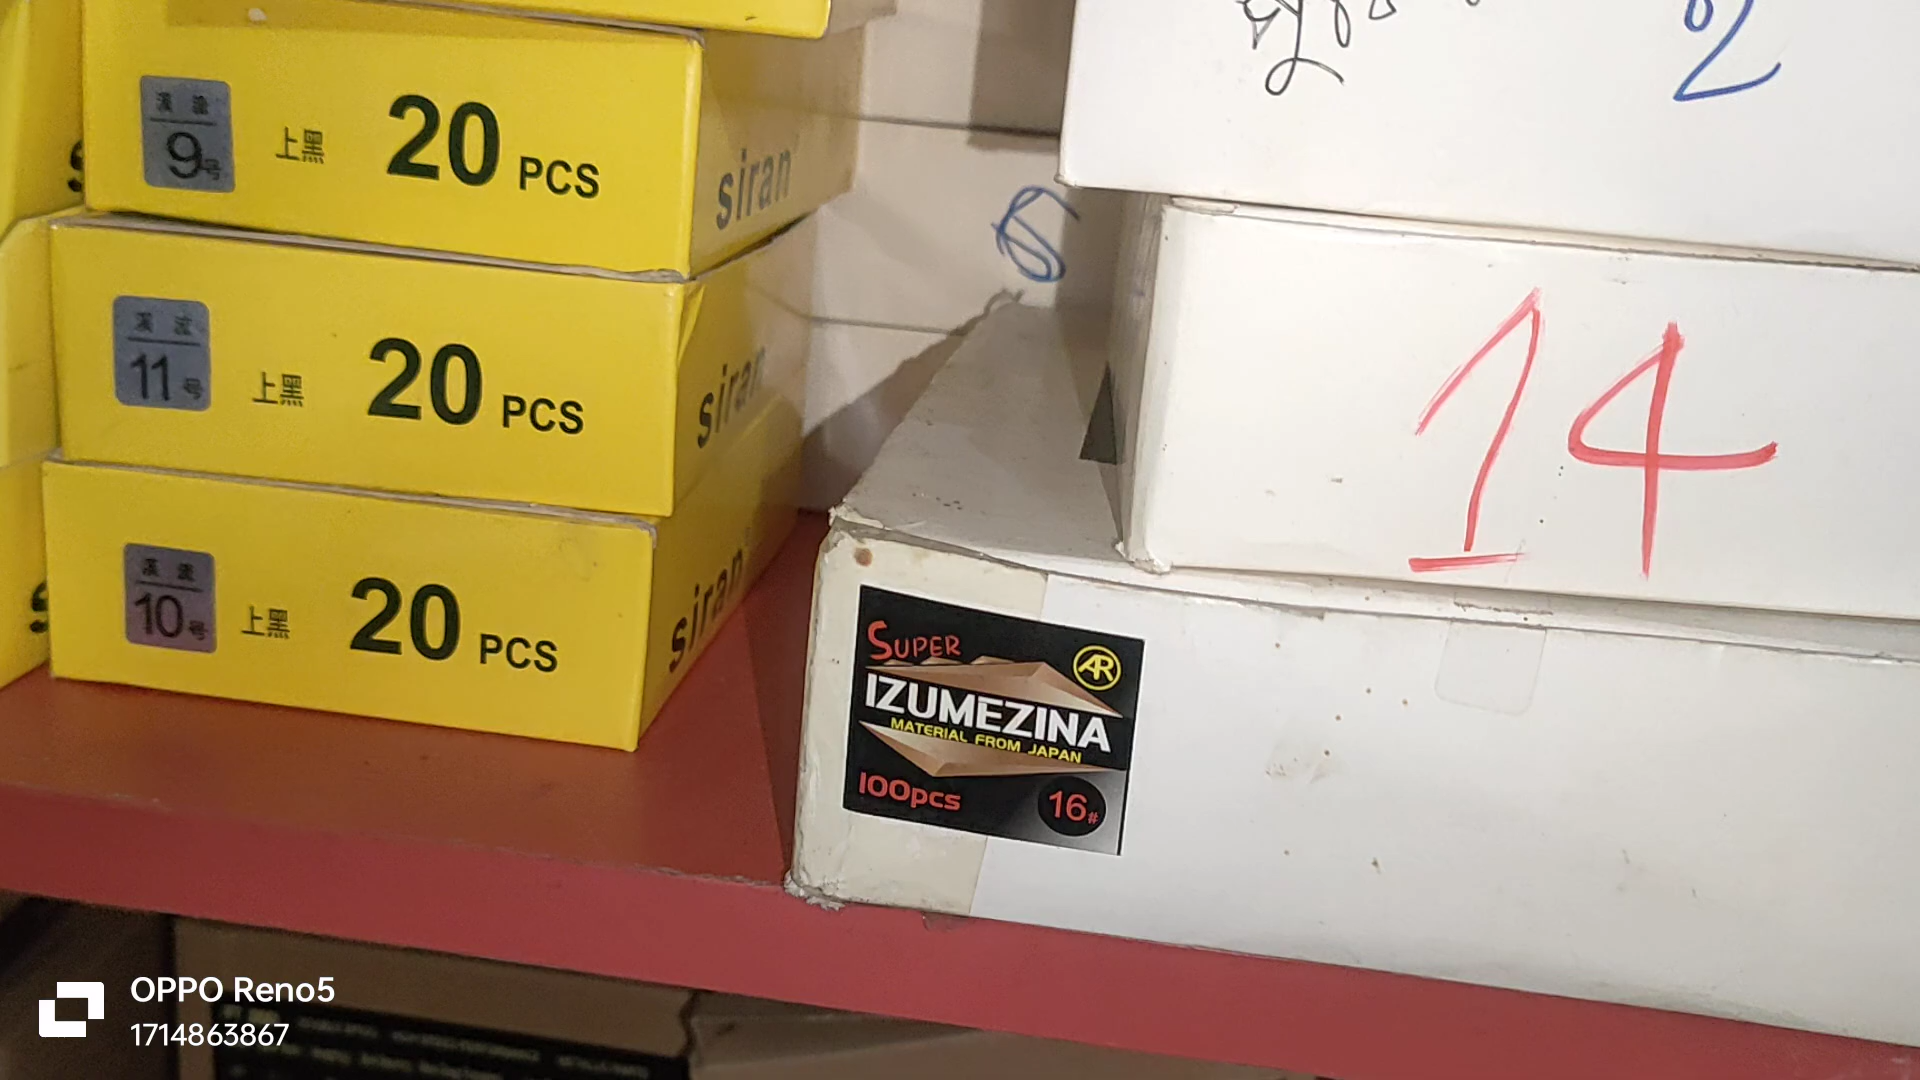 9号
上黑
20 PCS
siran
11号
上黑
20 PCS
siran
10号
上黑
20 PCS
siran
2
6
14
SUPER
AR
IZUMEZINA
MATERIAL FROM JAPAN
100pcs
16#
OPPO Reno5
1714863867